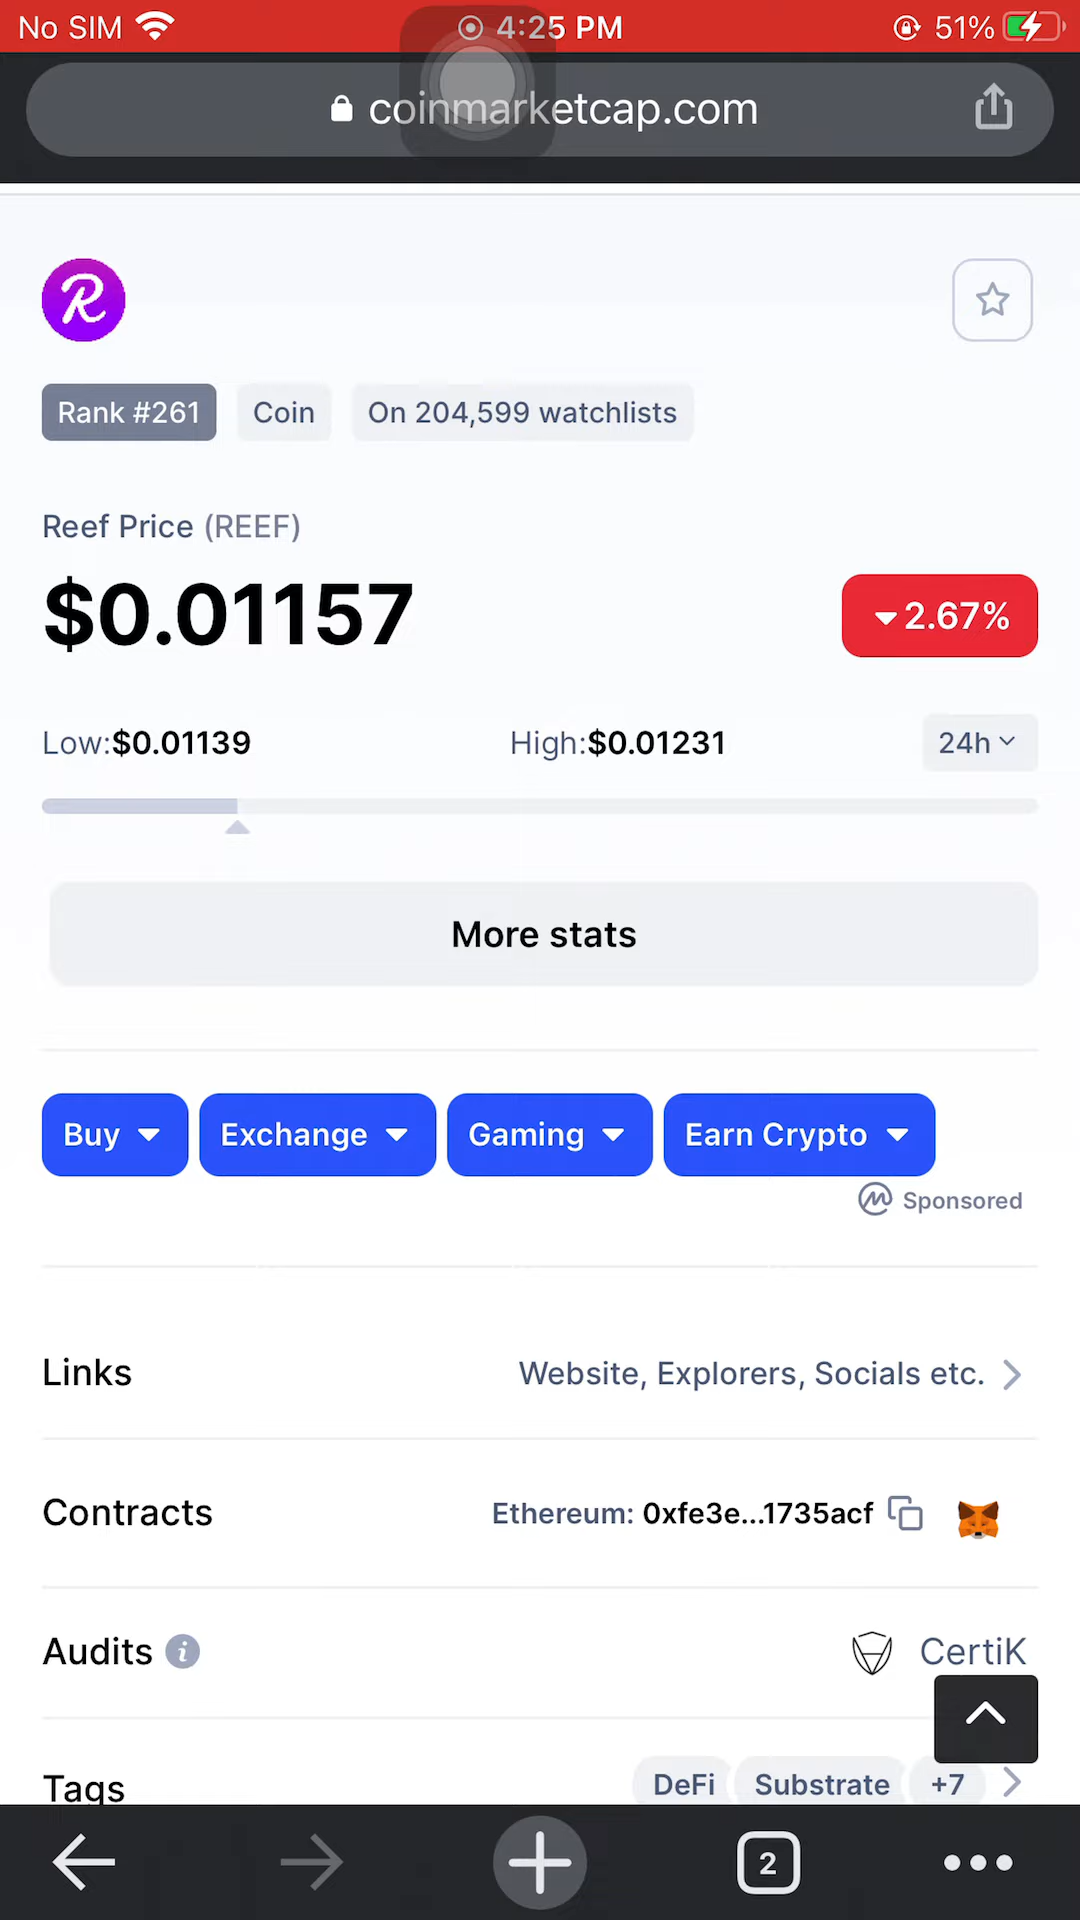 No SIM 4:25 PM 51%
coinmarketcap.com
R
Rank #261 Coin On 204,599 watchlists
Reef Price (REEF)
$0.01157 2.67%
Low:$0.01139 High:$0.01231 24h
More stats
Buy Exchange Gaming Earn Crypto
Sponsored
Links Website, Explorers, Socials etc.
Contracts Ethereum: 0xfe3e...1735acf
Audits i CertiK
Tags DeFi Substrate +7
2